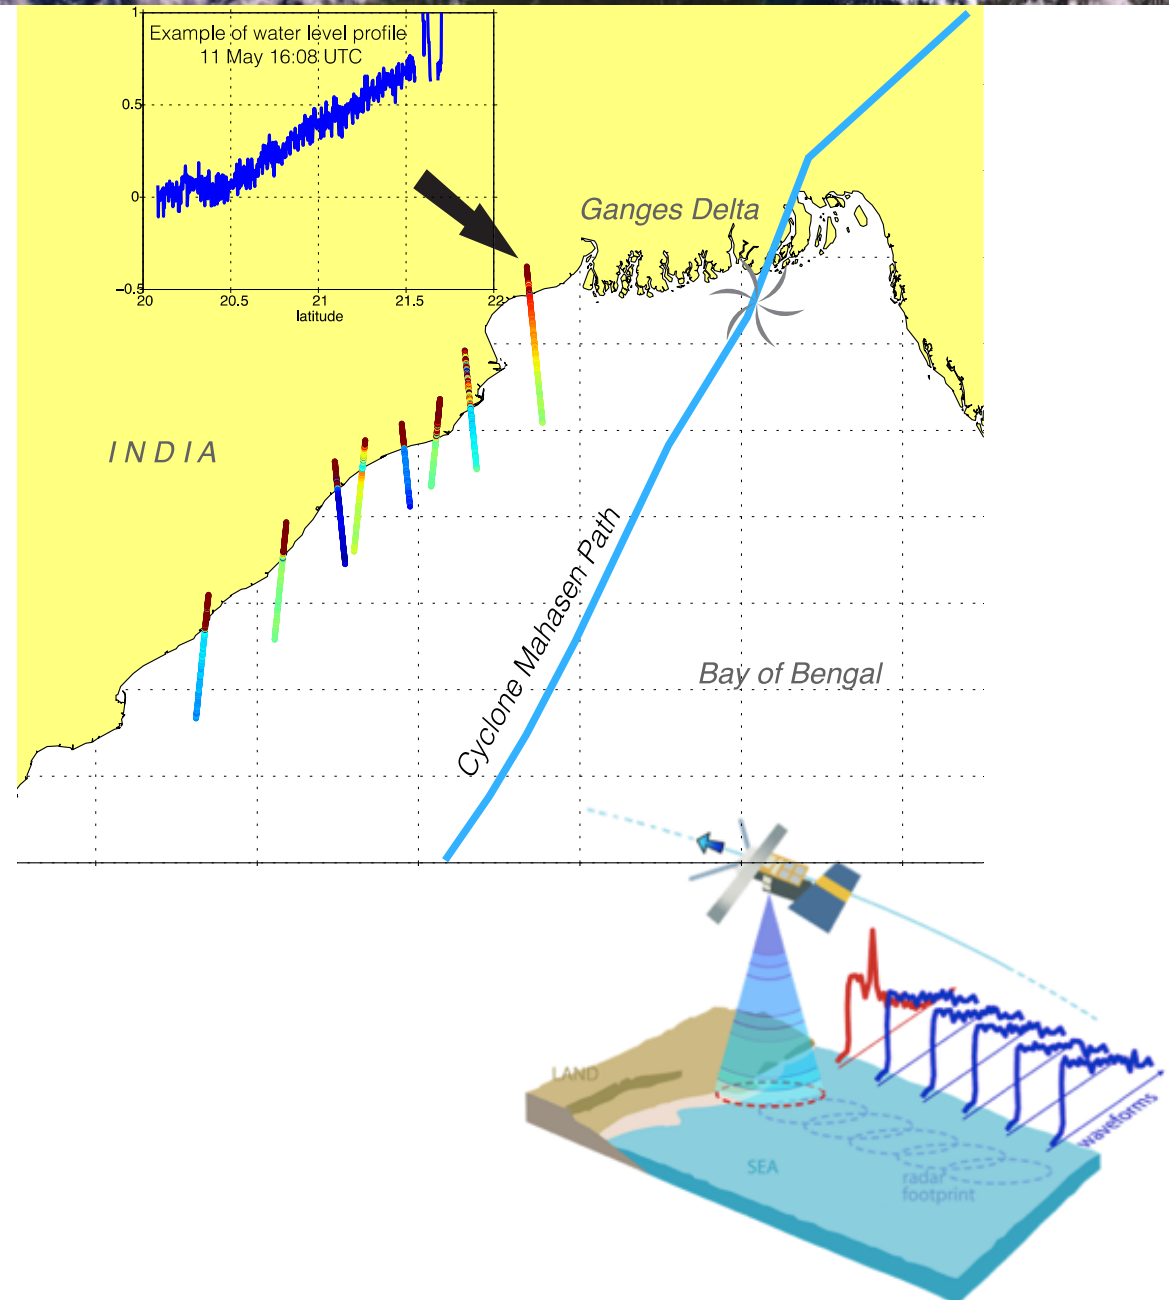 Example of water level profile
11 May 16:08 UTC
1
0.5
0
−0.5
20
20.5
21
21.5
22
latitude
Ganges Delta
INDIA
Cyclone Mahasen Path
Bay of Bengal
LAND
SEA
radar
footprint
waveforms